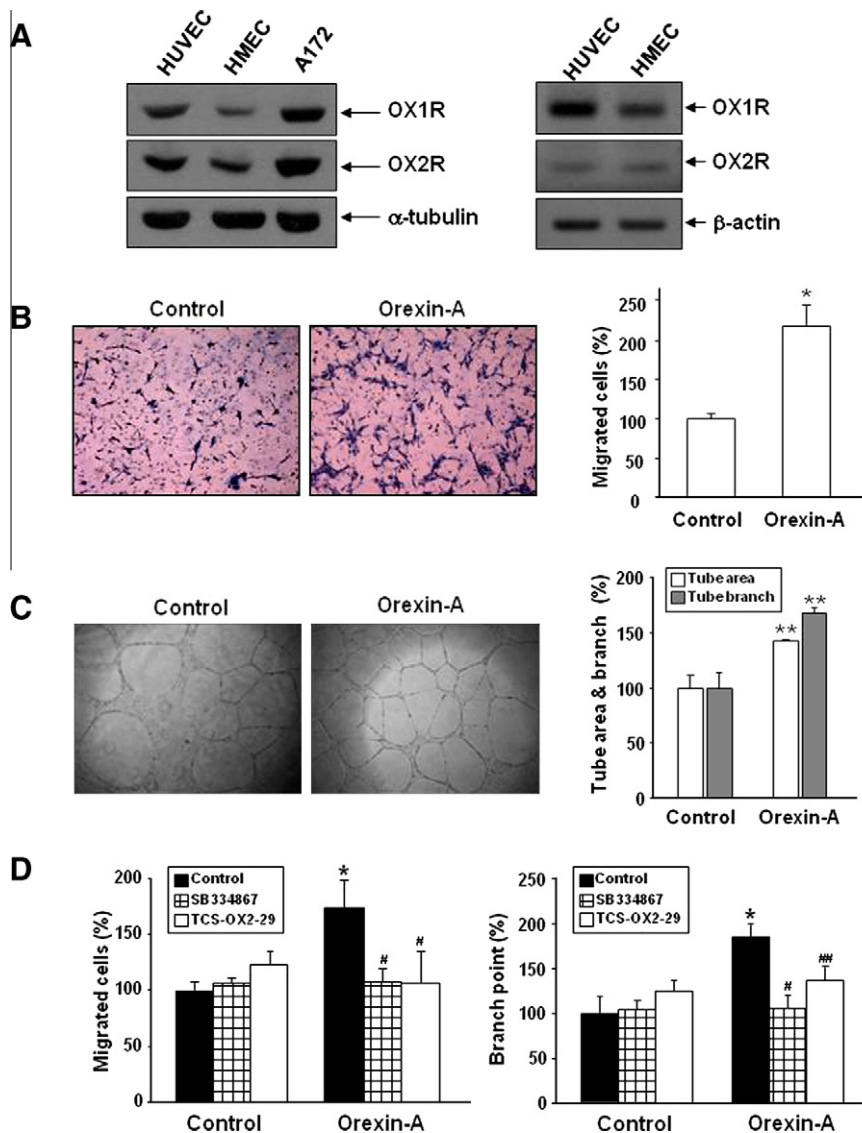 A
HUVEC HMEC A172
OX1R
OX2R
α-tubulin
HUVEC HMEC
OX1R
OX2R
β-actin
B
Control Orexin-A
Migrated cells (%)
250
200
150
100
50
0
*
Control Orexin-A
C
Control Orexin-A
Tube area & branch (%)
200
150
100
50
0
Tube area
Tube branch
** **
Control Orexin-A
D
Migrated cells (%)
200
150
100
50
0
Control
SB334867
TCS-OX2-29
*
# #
Control Orexin-A
Branch point (%)
250
200
150
100
50
0
Control
SB334867
TCS-OX2-29
*
# ##
Control Orexin-A